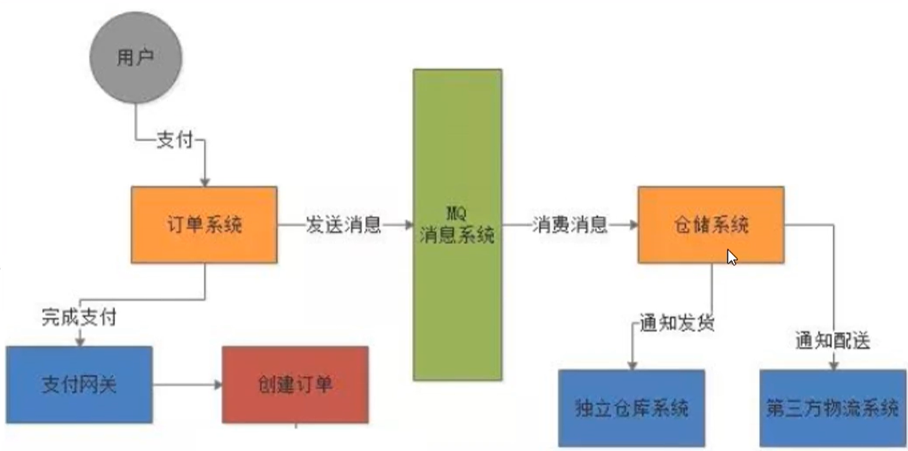 用户
支付
订单系统
发送消息
MQ
消息系统
消费消息
仓储系统
完成支付
通知发货
通知配送
支付网关
创建订单
独立仓库系统
第三方物流系统